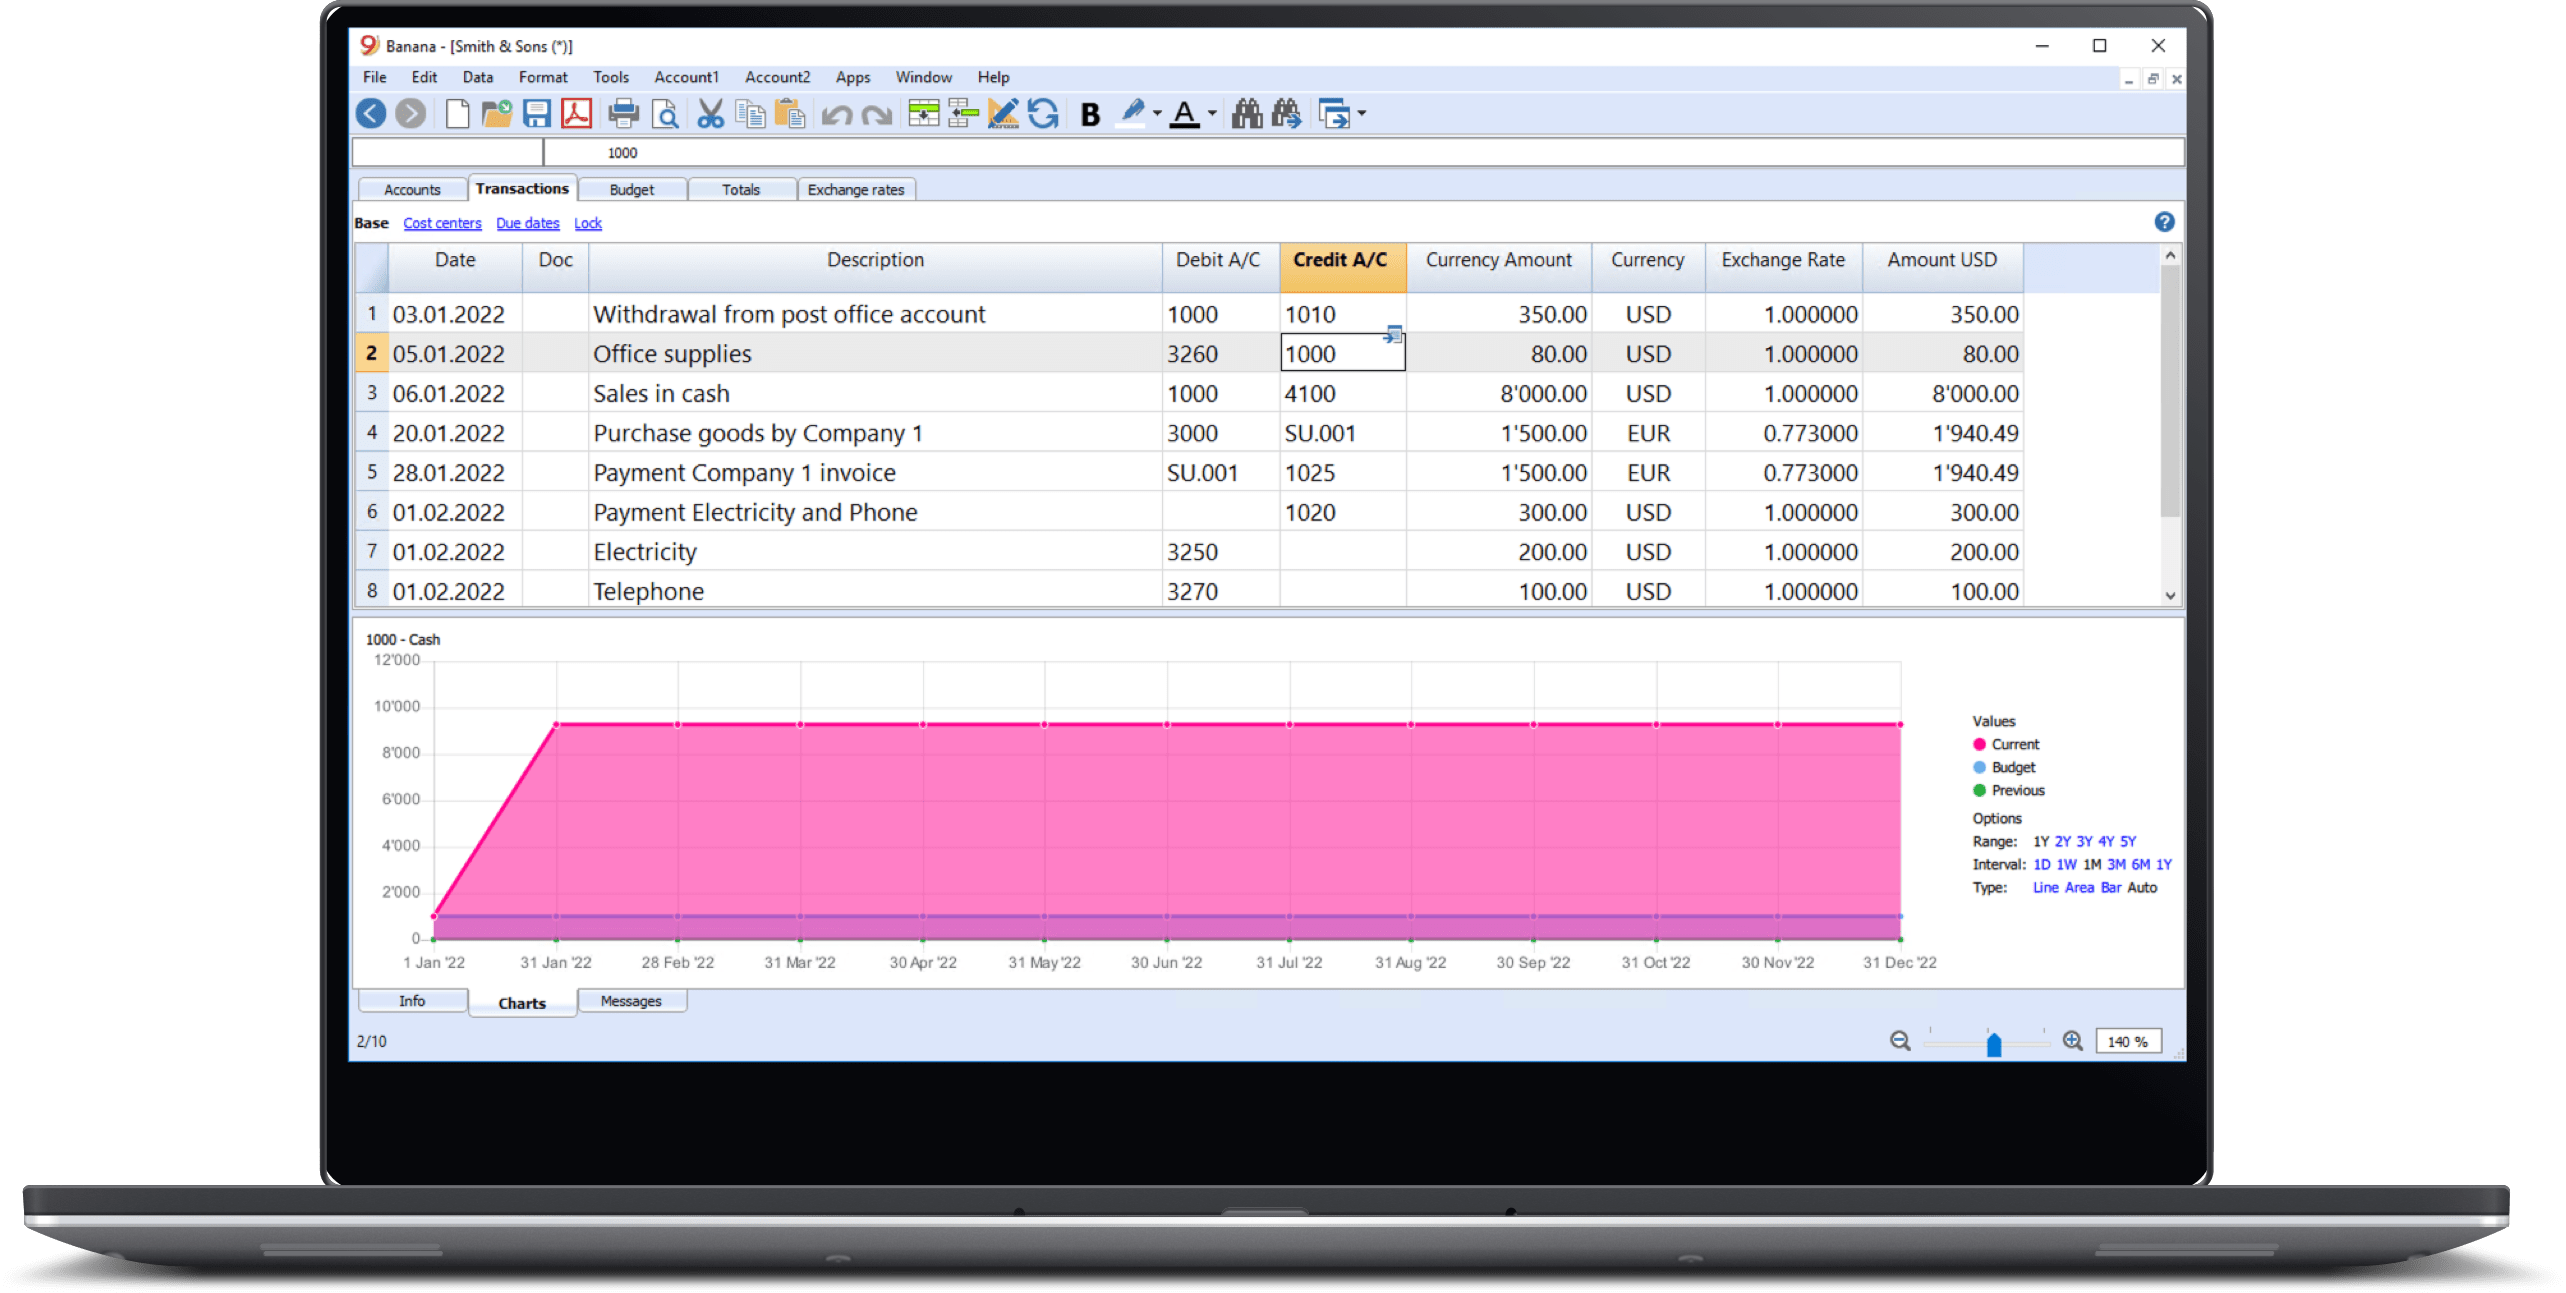 Banana - [Smith & Sons (*)]
File Edit Data Format Tools Account1 Account2 Apps Window Help
B A
1000
Accounts Transactions Budget Totals Exchange rates
Base Cost centers Due dates Lock
Date Doc Description Debit A/C Credit A/C Currency Amount Currency Exchange Rate Amount USD
1 03.01.2022 Withdrawal from post office account 1000 1010 350.00 USD 1.000000 350.00
2 05.01.2022 Office supplies 3260 1000 80.00 USD 1.000000 80.00
3 06.01.2022 Sales in cash 1000 4100 8'000.00 USD 1.000000 8'000.00
4 20.01.2022 Purchase goods by Company 1 3000 SU.001 1'500.00 EUR 0.773000 1'940.49
5 28.01.2022 Payment Company 1 invoice SU.001 1025 1'500.00 EUR 0.773000 1'940.49
6 01.02.2022 Payment Electricity and Phone 1020 300.00 USD 1.000000 300.00
7 01.02.2022 Electricity 3250 200.00 USD 1.000000 200.00
8 01.02.2022 Telephone 3270 100.00 USD 1.000000 100.00
1000 - Cash
12'000
10'000
8'000
6'000
4'000
2'000
0
1 Jan '22 31 Jan '22 28 Feb '22 31 Mar '22 30 Apr '22 31 May '22 30 Jun '22 31 Jul '22 31 Aug '22 30 Sep '22 31 Oct '22 30 Nov '22 31 Dec '22
Values
Current
Budget
Previous
Options
Range: 1Y 2Y 3Y 4Y 5Y
Interval: 1D 1W 1M 3M 6M 1Y
Type: Line Area Bar Auto
Info Charts Messages
2/10
140 %